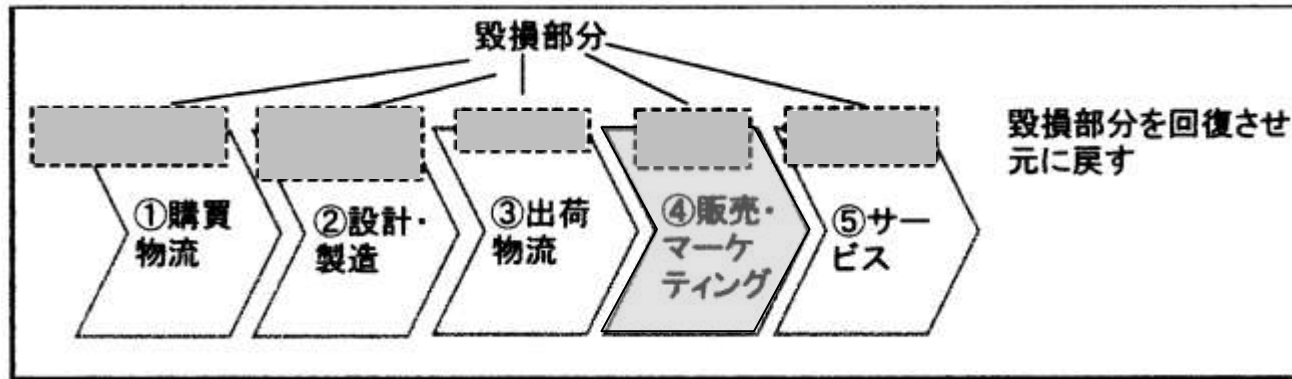 毀損部分
毀損部分を回復させ
元に戻す
①購買
物流
②設計・
製造
③出荷
物流
④販売・
マーケ
ティング
⑤サー
ビス